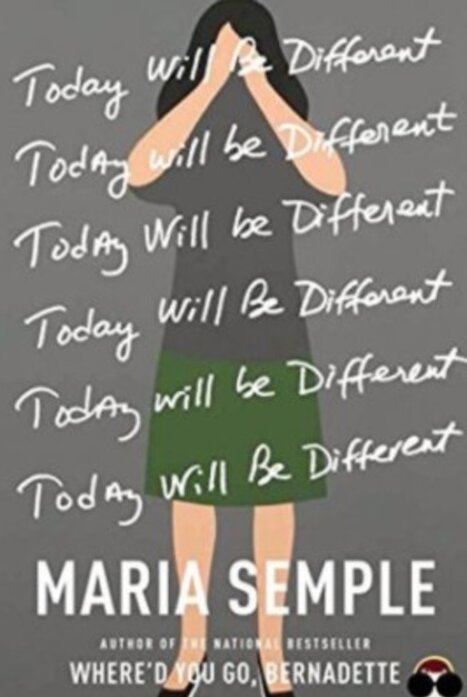 Today Will Be Different
Today will be Different
Today Will be Different
Today Will Be Different
Today will be Different
Today Will Be Different
MARIA SEMPLE
AUTHOR OF THE NATIONAL BESTSELLER
WHERE'D YOU GO, BERNADETTE